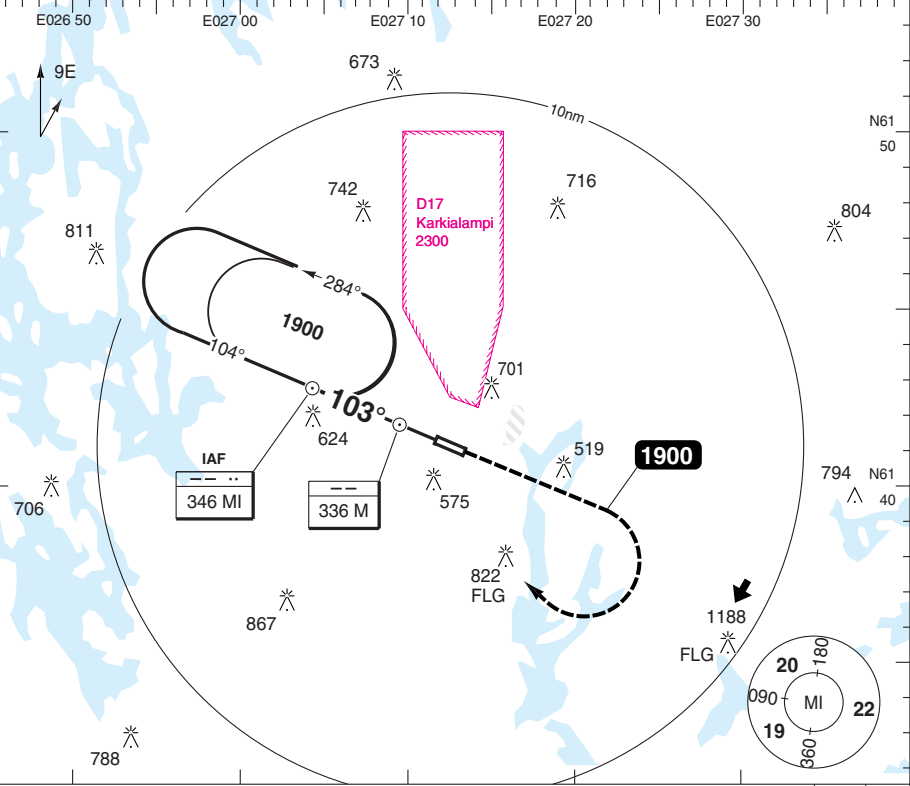 E026 50
E027 00
E027 10
E027 20
E027 30
673
9E
10nm
N61
50
742
716
D17
Karkialampi
2300
804
811
284°
1900
104°
701
103°
624
519
1900
IAF
– – ··
346 MI
– –
336 M
575
794
N61
40
706
822
FLG
867
1188
FLG
180
20
090
MI
22
19
360
788